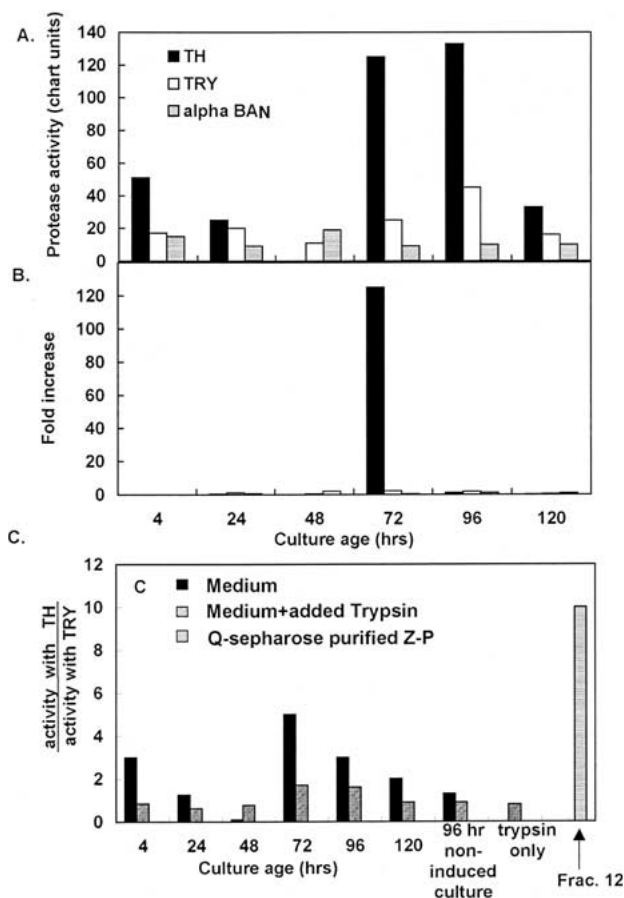 A.
Protease activity (chart units)
140
120
100
80
60
40
20
0
TH
TRY
alpha BAN
B.
Fold increase
120
100
80
60
40
20
0
4 24 48 72 96 120
Culture age (hrs)
C.
activity with TH
activity with TRY
12
10
8
6
4
2
0
C
Medium
Medium+added Trypsin
Q-sepharose purified Z-P
4 24 48 72 96 120
Culture age (hrs)
96 hr
non-
induced
culture
trypsin
only
Frac. 12